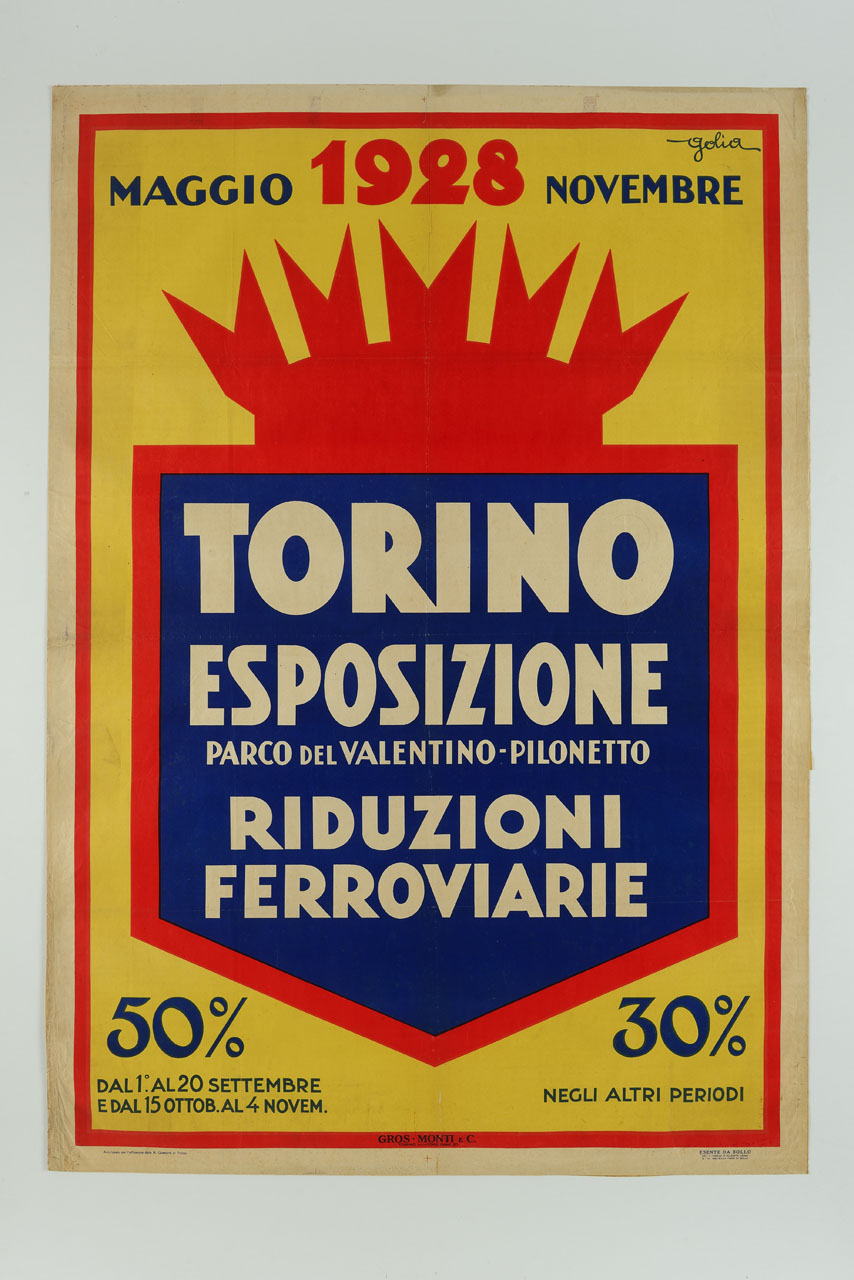 golia
MAGGIO 1928 NOVEMBRE
TORINO
ESPOSIZIONE
PARCO DEL VALENTINO-PILONETTO
RIDUZIONI
FERROVIARIE
50%
DAL 1° AL 20 SETTEMBRE
E DAL 15 OTTOB. AL 4 NOVEM.
30%
NEGLI ALTRI PERIODI
GROS-MONTI & C.
ESENTE DA BOLLO